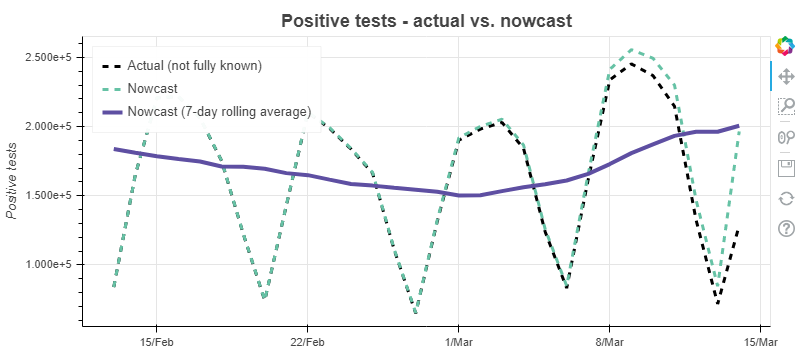 Positive tests - actual vs. nowcast
2.500e+5
2.000e+5
1.500e+5
1.000e+5
Positive tests
Actual (not fully known)
Nowcast
Nowcast (7-day rolling average)
15/Feb
22/Feb
1/Mar
8/Mar
15/Mar